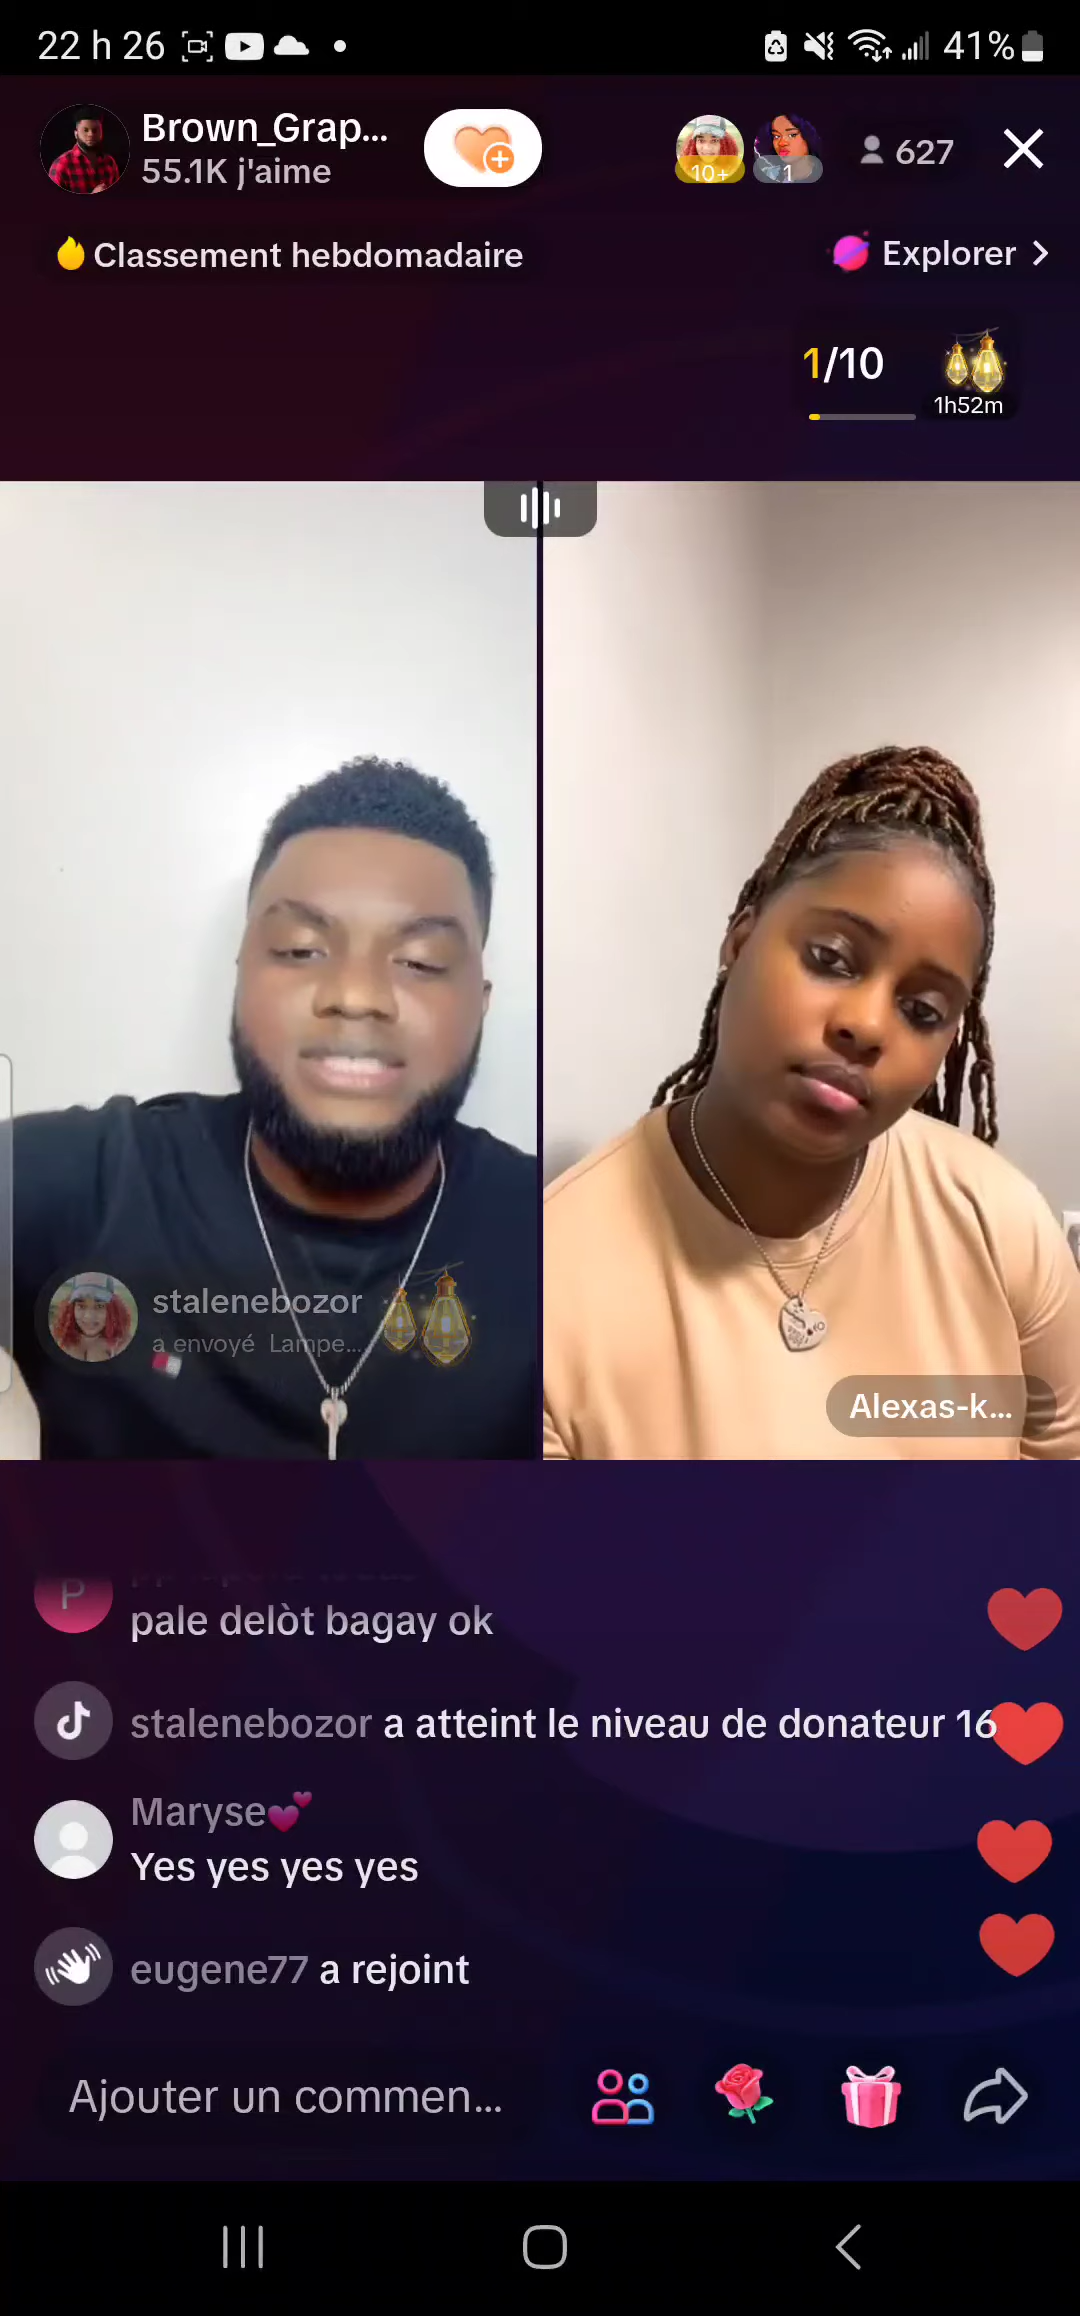 22 h 26
41%
Brown_Grap...
55.1K j'aime
10+
1
627
Classement hebdomadaire
Explorer
1/10
1h52m
stalenebozor
a envoyé Lampe...
Alexas-k...
P
pale delòt bagay ok
stalenebozor a atteint le niveau de donateur 16
Maryse💕
Yes yes yes yes
eugene77 a rejoint
Ajouter un commen...